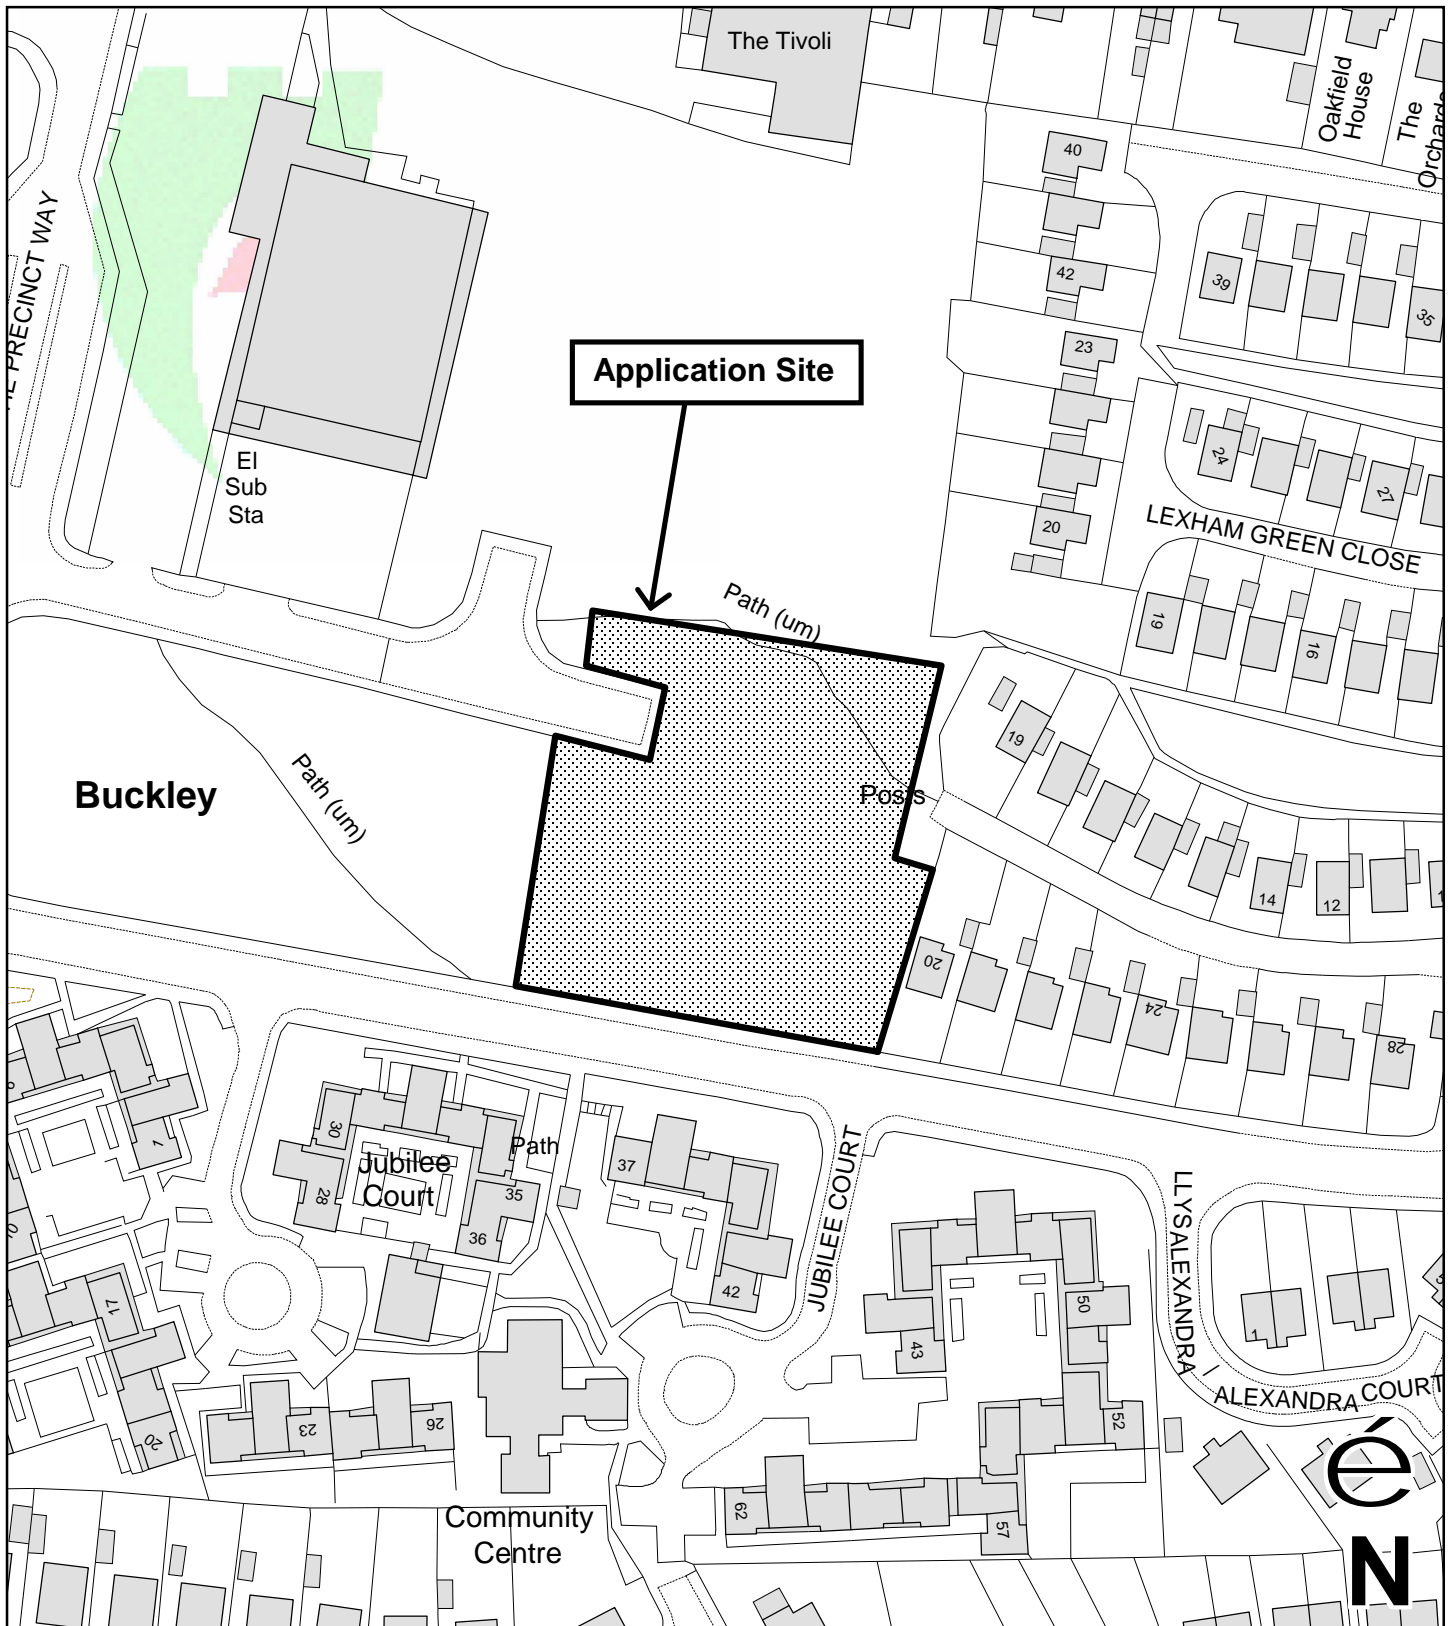 The Tivoli
Oakfield
House
The
Orchards
40
PRECINCT WAY
42
39
35
23
Application Site
24
27
El
Sub
Sta
20
LEXHAM GREEN CLOSE
Path (um)
19
16
19
Buckley
Path (um)
Posts
14
12
20
24
28
30
Jubilee
Court
Path
28
35
36
37
42
JUBILEE COURT
LLYS ALEXANDRA
1
17
43
50
1
ALEXANDRA COURT
23
26
20
52
62
57
Community
Centre
é
N